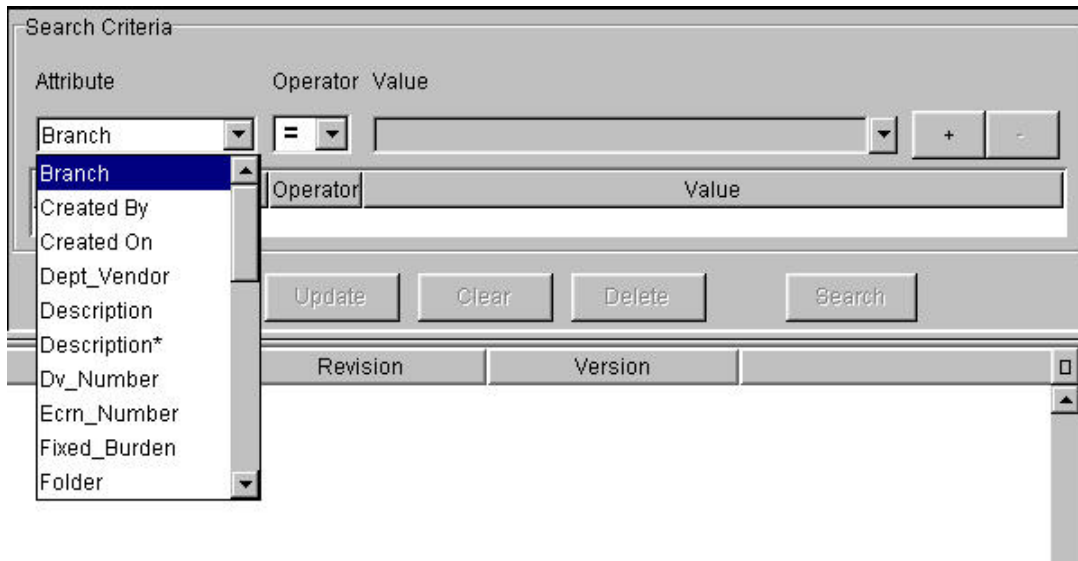 Search Criteria
Attribute Operator Value
Branch = + -
Operator Value
Branch
Created By
Created On
Dept_Vendor
Description
Description*
Dv_Number
Ecrn_Number
Fixed_Burden
Folder
Update Clear Delete Search
Revision Version